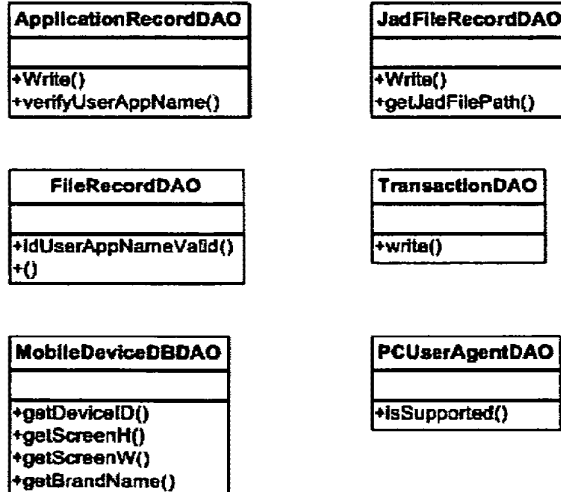 ApplicationRecordDAO
+Write()
+verifyUserAppName()
JadFileRecordDAO
+Write()
+getJadFilePath()
FileRecordDAO
+idUserAppNameValid()
+()
TransactionDAO
+write()
MobileDeviceDBDAO
+getDeviceID()
+getScreenH()
+getScreenW()
+getBrandName()
PCUserAgentDAO
+isSupported()